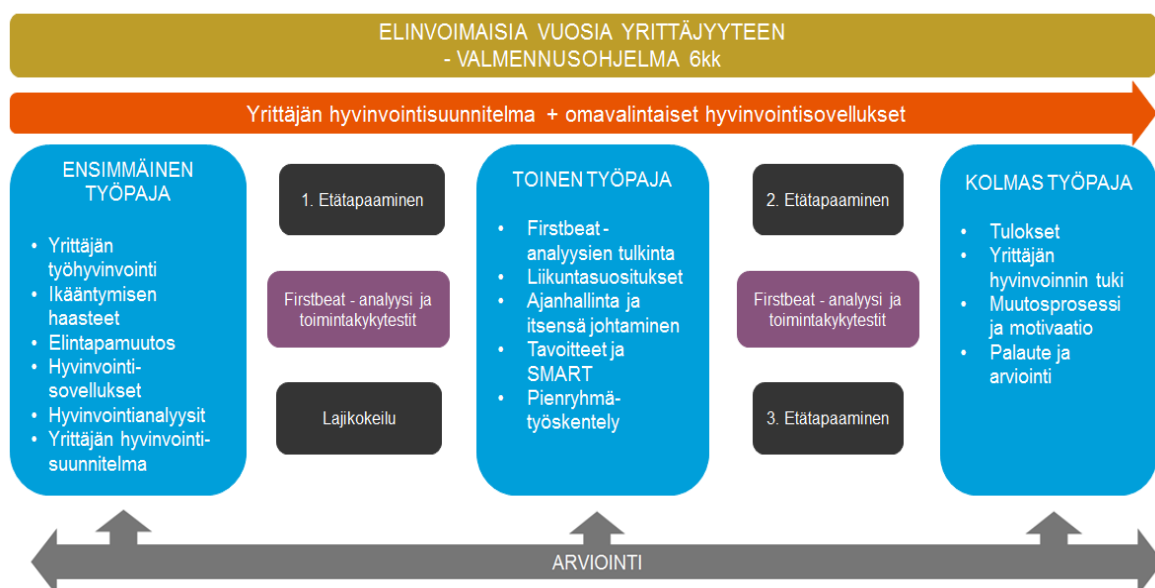 ELINVOIMAISIA VUOSIA YRITTÄJYYTEEN
- VALMENNUSOHJELMA 6kk
Yrittäjän hyvinvointisuunnitelma + omavalintaiset hyvinvointisovellukset
ENSIMMÄINEN
TYÖPAJA
• Yrittäjän
työhyvinvointi
• Ikääntymisen
haasteet
• Elintapamuutos
• Hyvinvointi-
sovellukset
• Hyvinvointianalyysit
• Yrittäjän hyvinvointi-
suunnitelma
1. Etätapaaminen
Firstbeat - analyysi ja
toimintakykytestit
Lajikokeilu
TOINEN TYÖPAJA
• Firstbeat -
analyysien tulkinta
• Liikuntasuositukset
• Ajanhallinta ja
itsensä johtaminen
• Tavoitteet ja
SMART
• Pienryhmä-
työskentely
2. Etätapaaminen
Firstbeat - analyysi ja
toimintakykytestit
3. Etätapaaminen
KOLMAS TYÖPAJA
• Tulokset
• Yrittäjän
hyvinvoinnin tuki
• Muutosprosessi
ja motivaatio
• Palaute ja
arviointi
ARVIOINTI